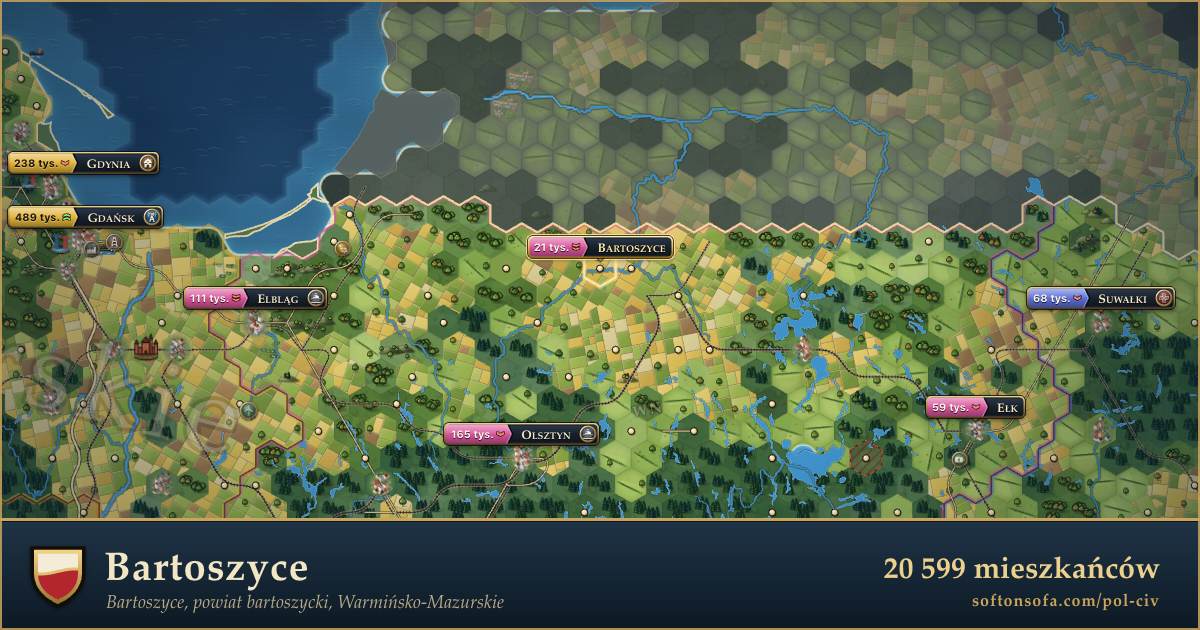 238 tys. Gdynia
489 tys. Gdańsk
21 tys. Bartoszyce
111 tys. Elbląg
68 tys. Suwałki
59 tys. Ełk
165 tys. Olsztyn
Bartoszyce
Bartoszyce, powiat bartoszycki, Warmińsko-Mazurskie
20 599 mieszkańców
softonsofa.com/pol-civ